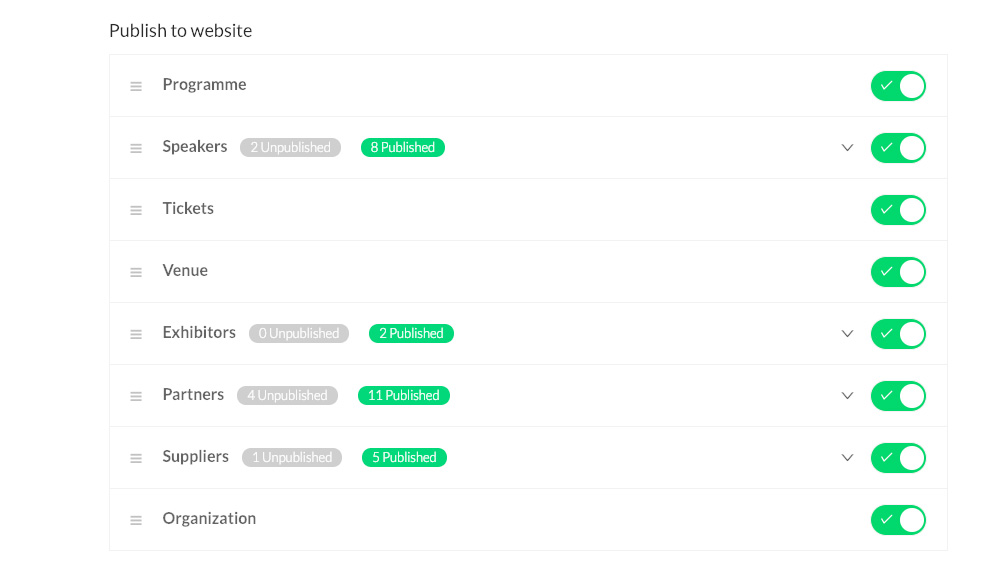 Publish to website
Programme
Speakers 2 Unpublished 8 Published
Tickets
Venue
Exhibitors 0 Unpublished 2 Published
Partners 4 Unpublished 11 Published
Suppliers 1 Unpublished 5 Published
Organization